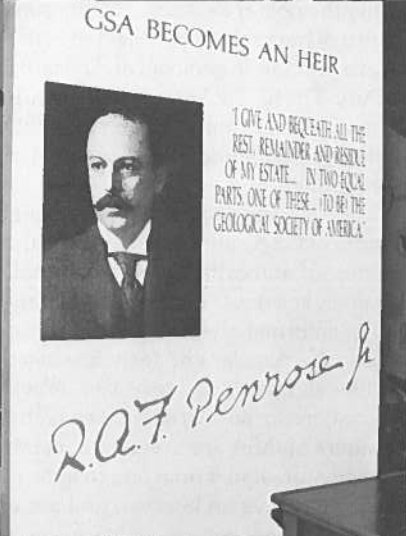 GSA BECOMES AN HEIR
"I GIVE AND BEQUEATH ALL THE
REST, REMAINDER AND RESIDUE
OF MY ESTATE... IN TWO EQUAL
PARTS, ONE OF THESE... (TO BE) THE
GEOLOGICAL SOCIETY OF AMERICA."
R.A.F. Penrose Jr